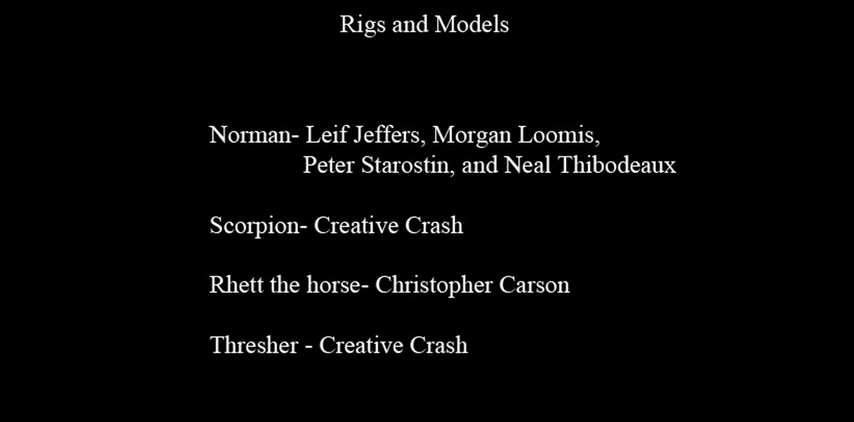 Rigs and Models
Norman- Leif Jeffers, Morgan Loomis,
Peter Starostin, and Neal Thibodeaux
Scorpion- Creative Crash
Rhett the horse- Christopher Carson
Thresher - Creative Crash